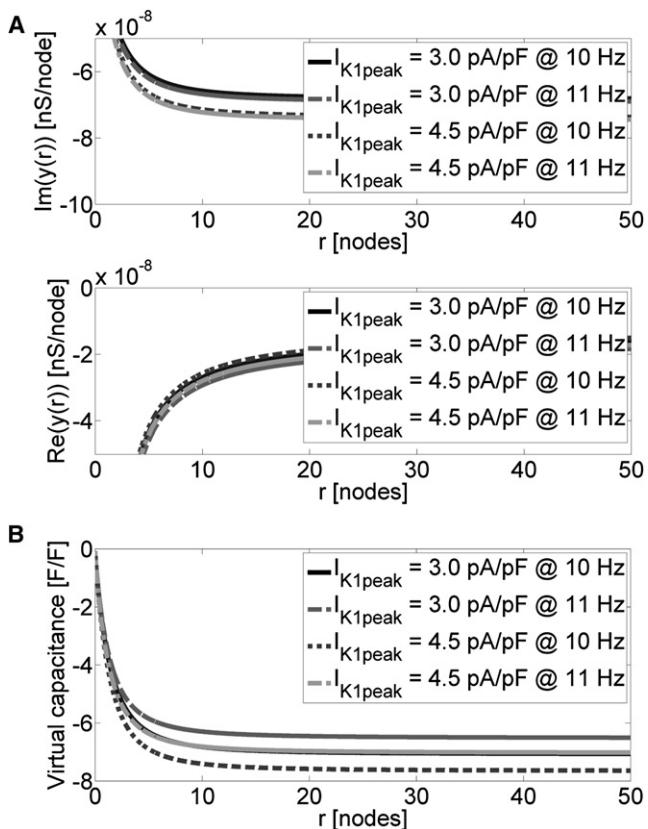 A
x 10^-8
-6
-8
-10
0 10 20 30 40 50
Im(y(r)) [nS/node]
r [nodes]
I_K1peak = 3.0 pA/pF @ 10 Hz
I_K1peak = 3.0 pA/pF @ 11 Hz
I_K1peak = 4.5 pA/pF @ 10 Hz
I_K1peak = 4.5 pA/pF @ 11 Hz
x 10^-8
0
-2
-4
0 10 20 30 40 50
Re(y(r)) [nS/node]
r [nodes]
I_K1peak = 3.0 pA/pF @ 10 Hz
I_K1peak = 3.0 pA/pF @ 11 Hz
I_K1peak = 4.5 pA/pF @ 10 Hz
I_K1peak = 4.5 pA/pF @ 11 Hz
B
0
-2
-4
-6
-8
0 10 20 30 40 50
Virtual capacitance [F/F]
r [nodes]
I_K1peak = 3.0 pA/pF @ 10 Hz
I_K1peak = 3.0 pA/pF @ 11 Hz
I_K1peak = 4.5 pA/pF @ 10 Hz
I_K1peak = 4.5 pA/pF @ 11 Hz